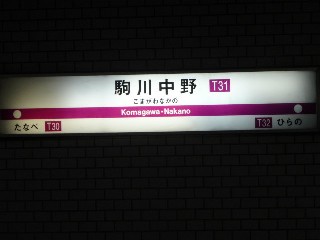 駒川中野 T31
こまがわなかの
Komagawa-Nakano
たなべ T30
T32 ひらの